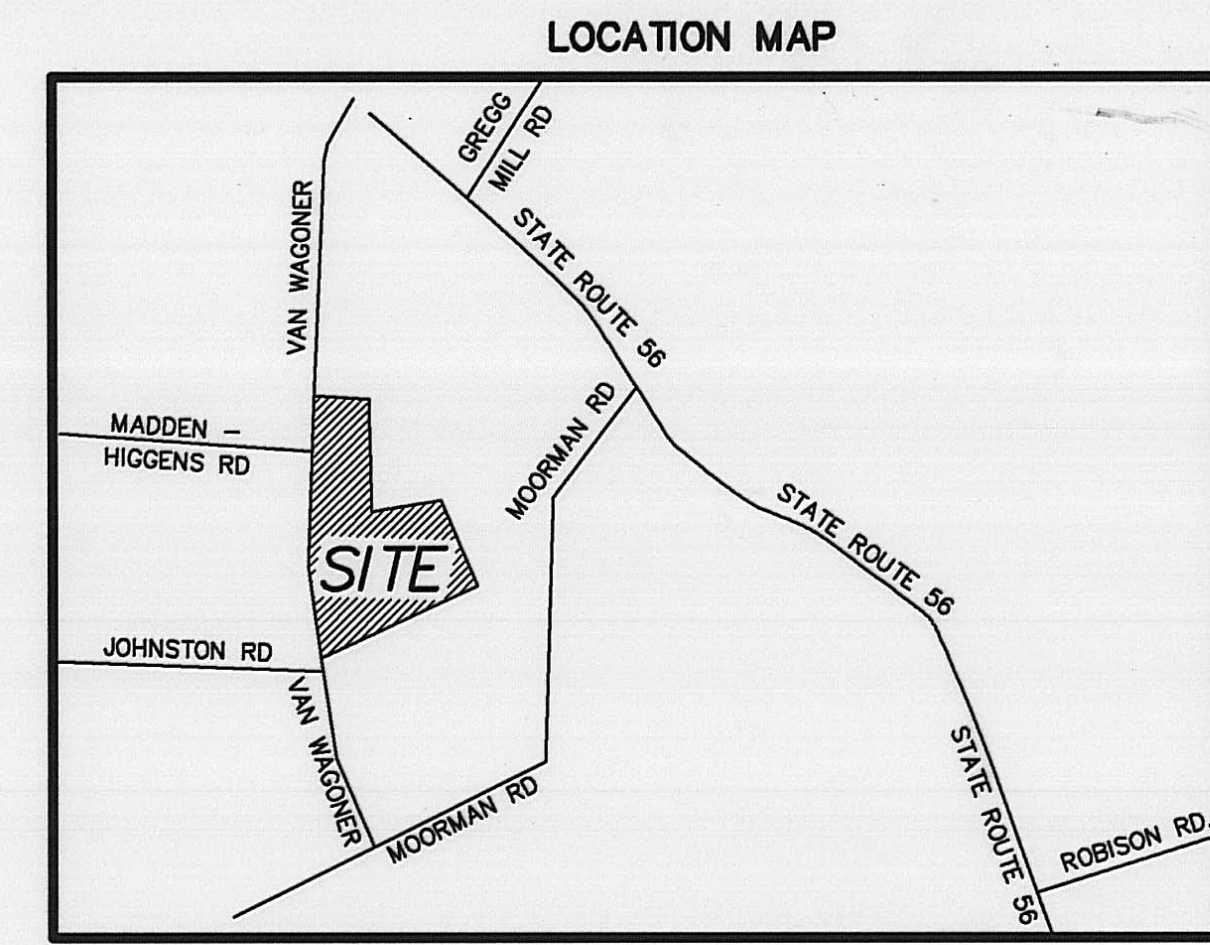 LOCATION MAP
GREGG
MILL RD
VAN WAGONER
STATE ROUTE 56
MADDEN –
HIGGENS RD
MOORMAN RD
STATE ROUTE 56
SITE
JOHNSTON RD
VAN WAGONER
MOORMAN RD
STATE ROUTE 56
ROBISON RD.